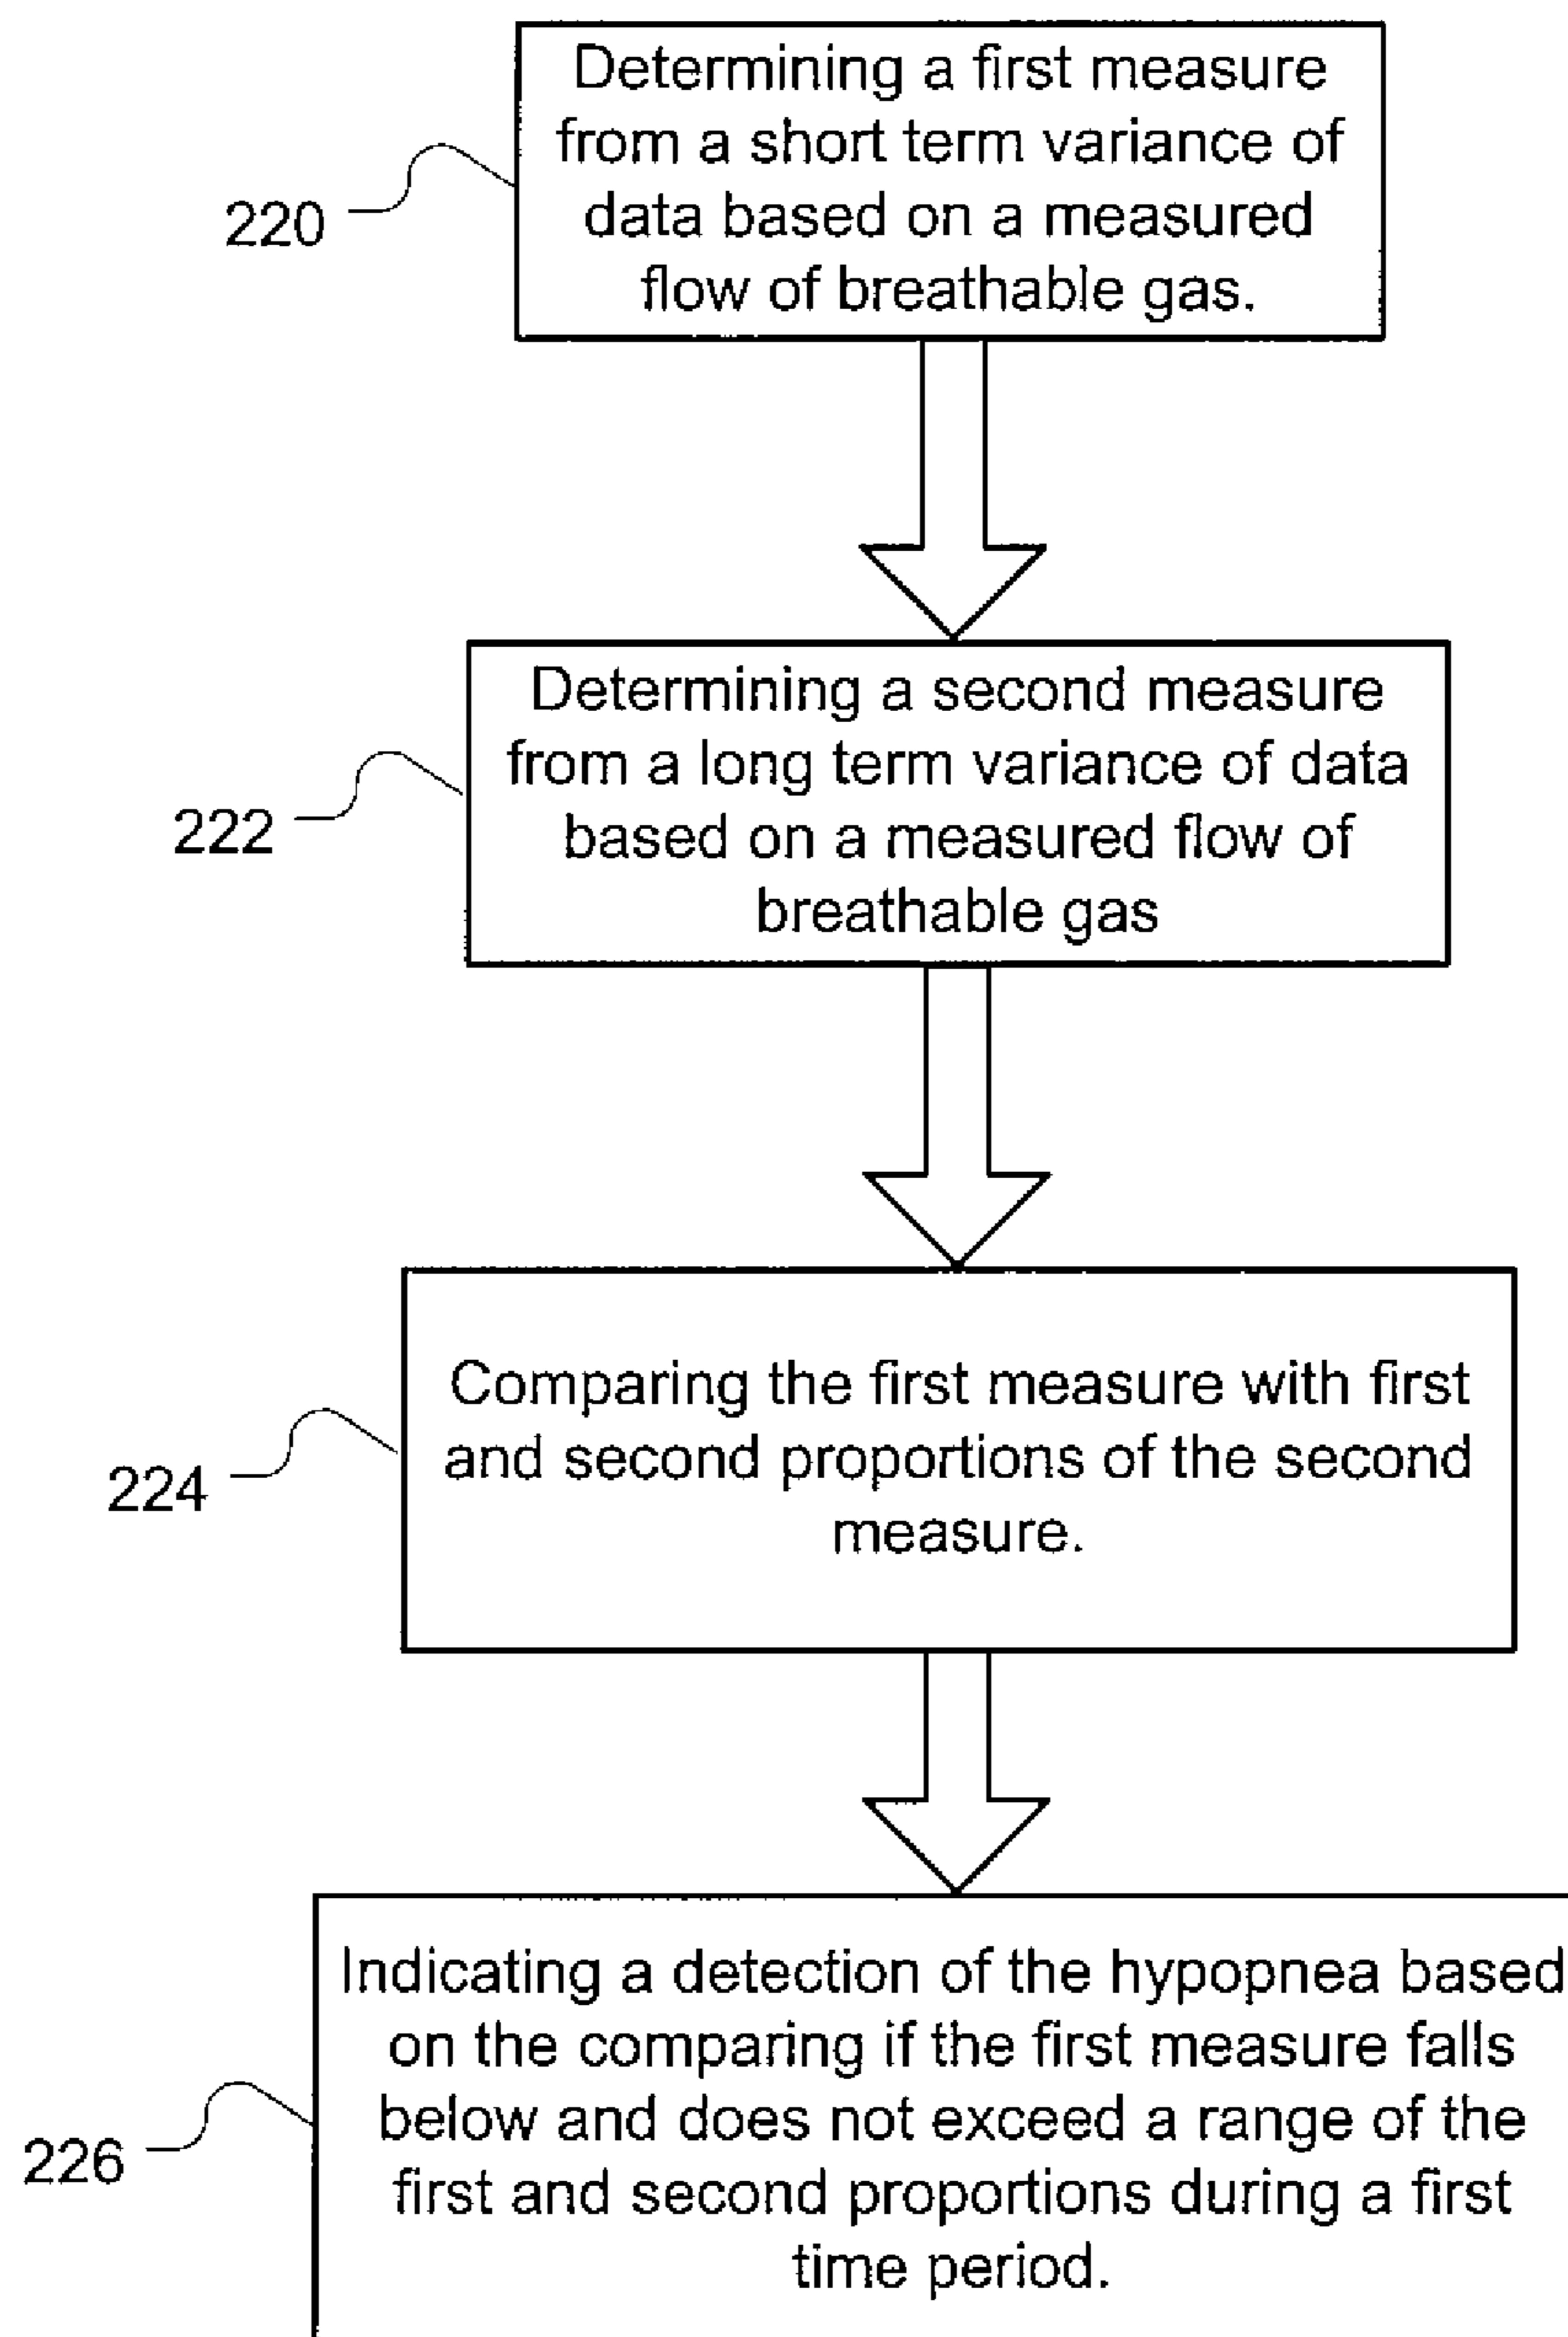 Determining a first measure
from a short term variance of
data based on a measured
flow of breathable gas.
220
Determining a second measure
from a long term variance of data
based on a measured flow of
breathable gas
222
Comparing the first measure with first
and second proportions of the second
measure.
224
Indicating a detection of the hypopnea based
on the comparing if the first measure falls
below and does not exceed a range of the
first and second proportions during a first
time period.
226